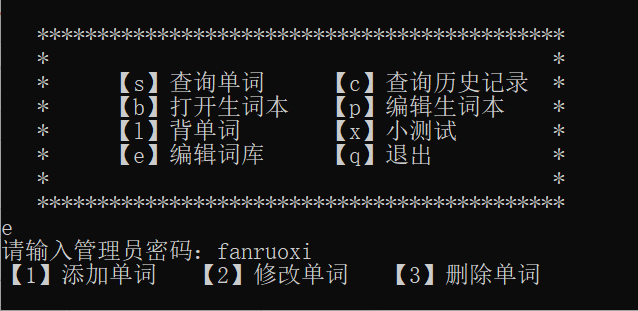 ********************************************
* *
* 【s】查询单词 【c】查询历史记录 *
* 【b】打开生词本 【p】编辑生词本 *
* 【l】背单词 【x】小测试 *
* 【e】编辑词库 【q】退出 *
* *
********************************************
e
请输入管理员密码：fanruoxi
【1】添加单词 【2】修改单词 【3】删除单词